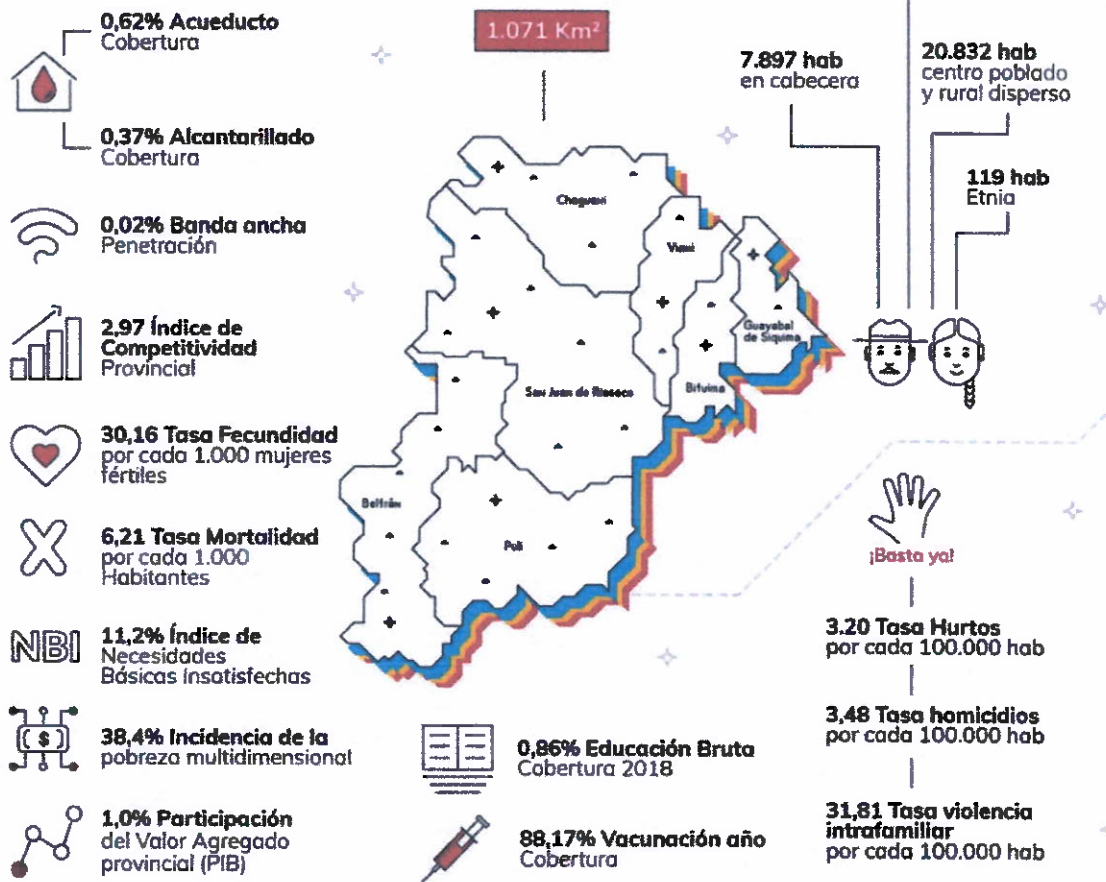 0,62% Acueducto
Cobertura
0,37% Alcantarillado
Cobertura
0,02% Banda ancha
Penetración
2,97 Índice de
Competitividad
Provincial
30,16 Tasa Fecundidad
por cada 1.000 mujeres
fértiles
6,21 Tasa Mortalidad
por cada 1.000
Habitantes
NBI
11,2% Índice de
Necesidades
Básicas Insatisfechas
$
38,4% Incidencia de la
pobreza multidimensional
1,0% Participación
del Valor Agregado
provincial (PIB)
1.071 Km²
Chaguaní
Vianí
Guayabal
de Síquima
San Juan de Rioseco
Bituima
Beltrán
Pulí
0,86% Educación Bruta
Cobertura 2018
88,17% Vacunación año
Cobertura
7.897 hab
en cabecera
20.832 hab
centro poblado
y rural disperso
119 hab
Etnia
¡Basta ya!
3.20 Tasa Hurtos
por cada 100.000 hab
3,48 Tasa homicidios
por cada 100.000 hab
31,81 Tasa violencia
intrafamiliar
por cada 100.000 hab